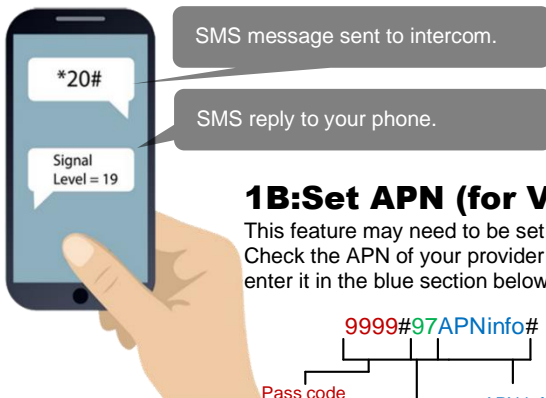 SMS message sent to intercom.
*20#
SMS reply to your phone.
Signal
Level = 19
1B:Set APN (for V
This feature may need to be set
Check the APN of your provider
enter it in the blue section below
9999#97APNinfo#
Pass code